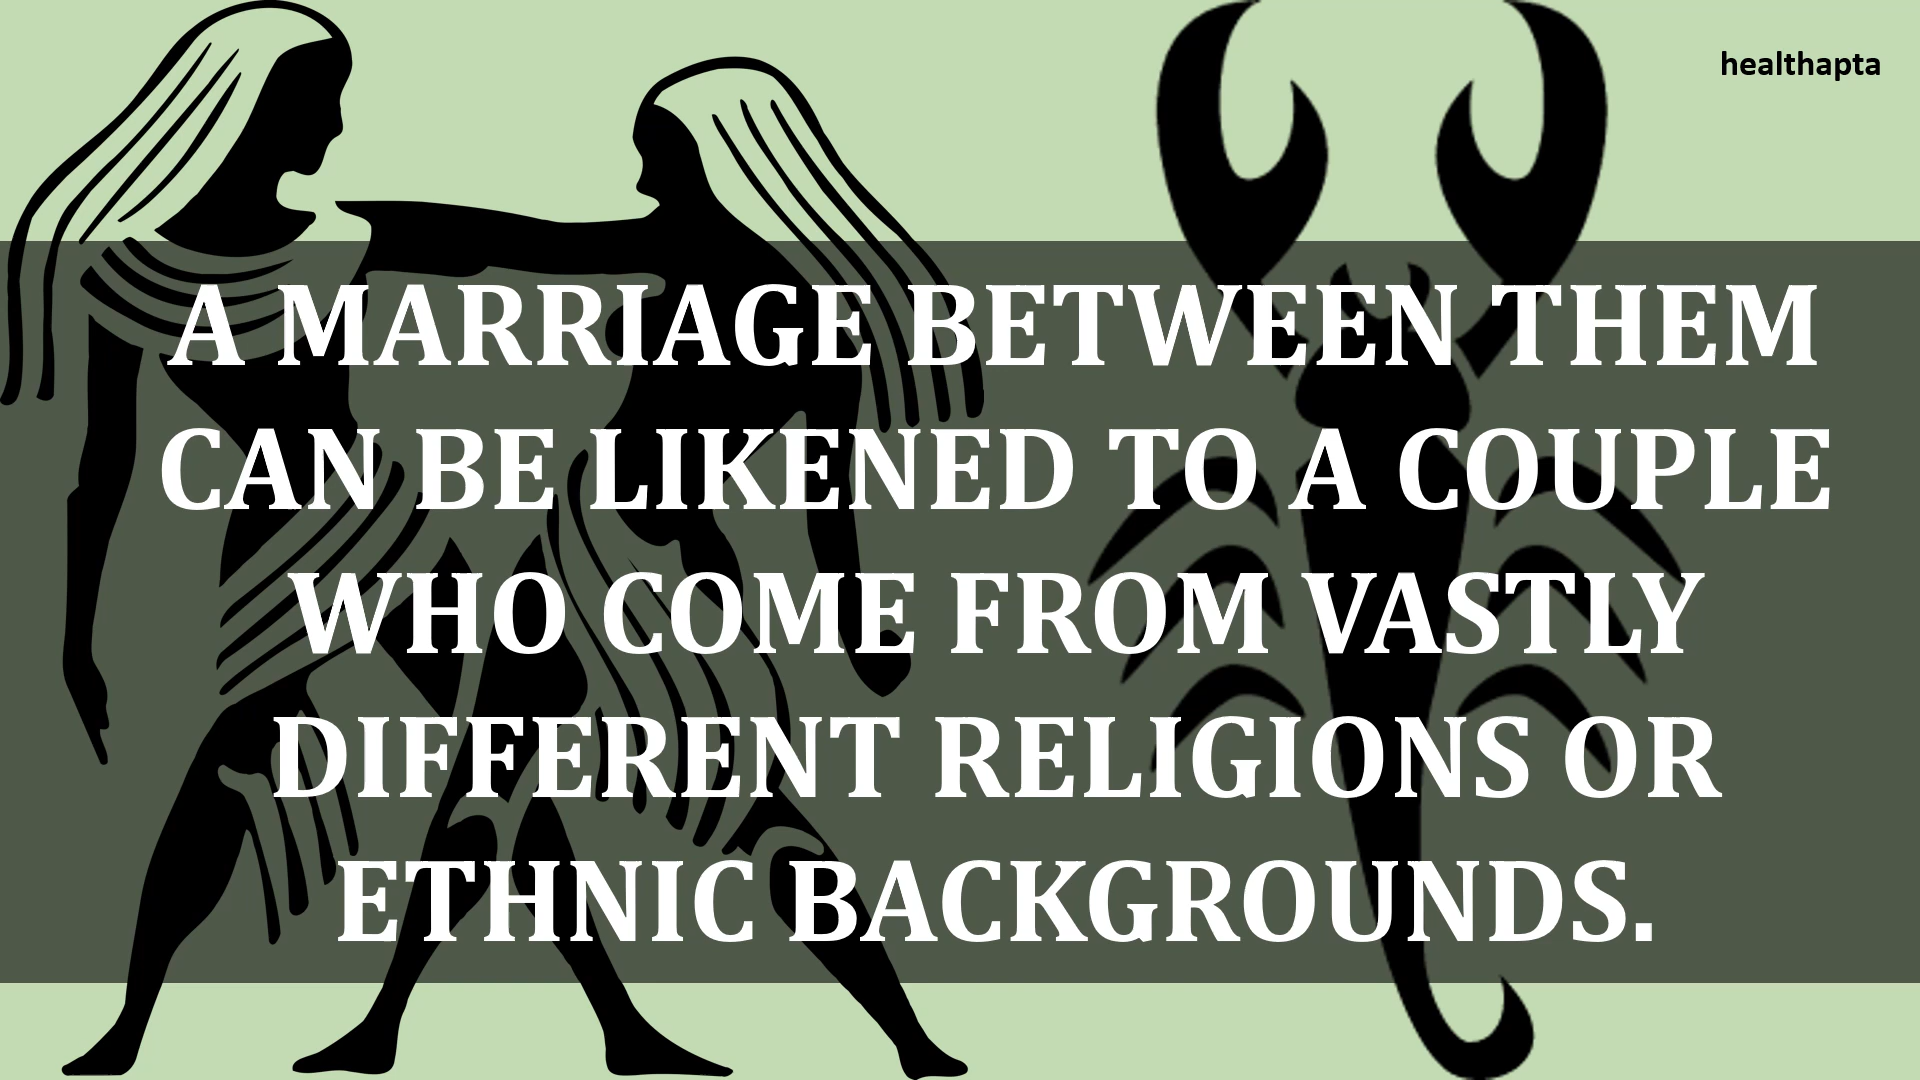 healthapta
A MARRIAGE BETWEEN THEM
CAN BE LIKENED TO A COUPLE
WHO COME FROM VASTLY
DIFFERENT RELIGIONS OR
ETHNIC BACKGROUNDS.